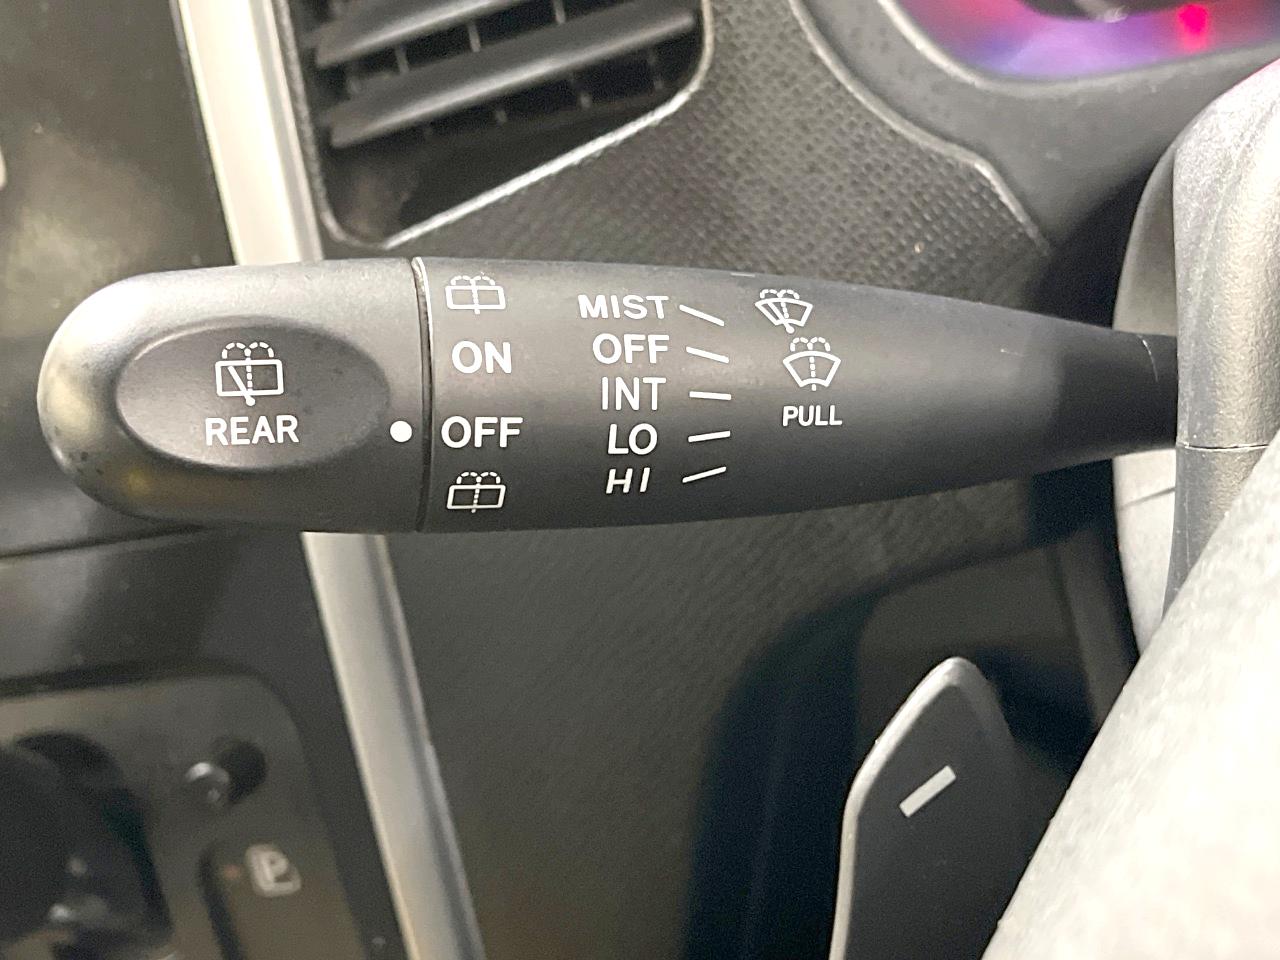 REAR
ON
OFF
MIST
OFF
INT
LO
HI
PULL
P